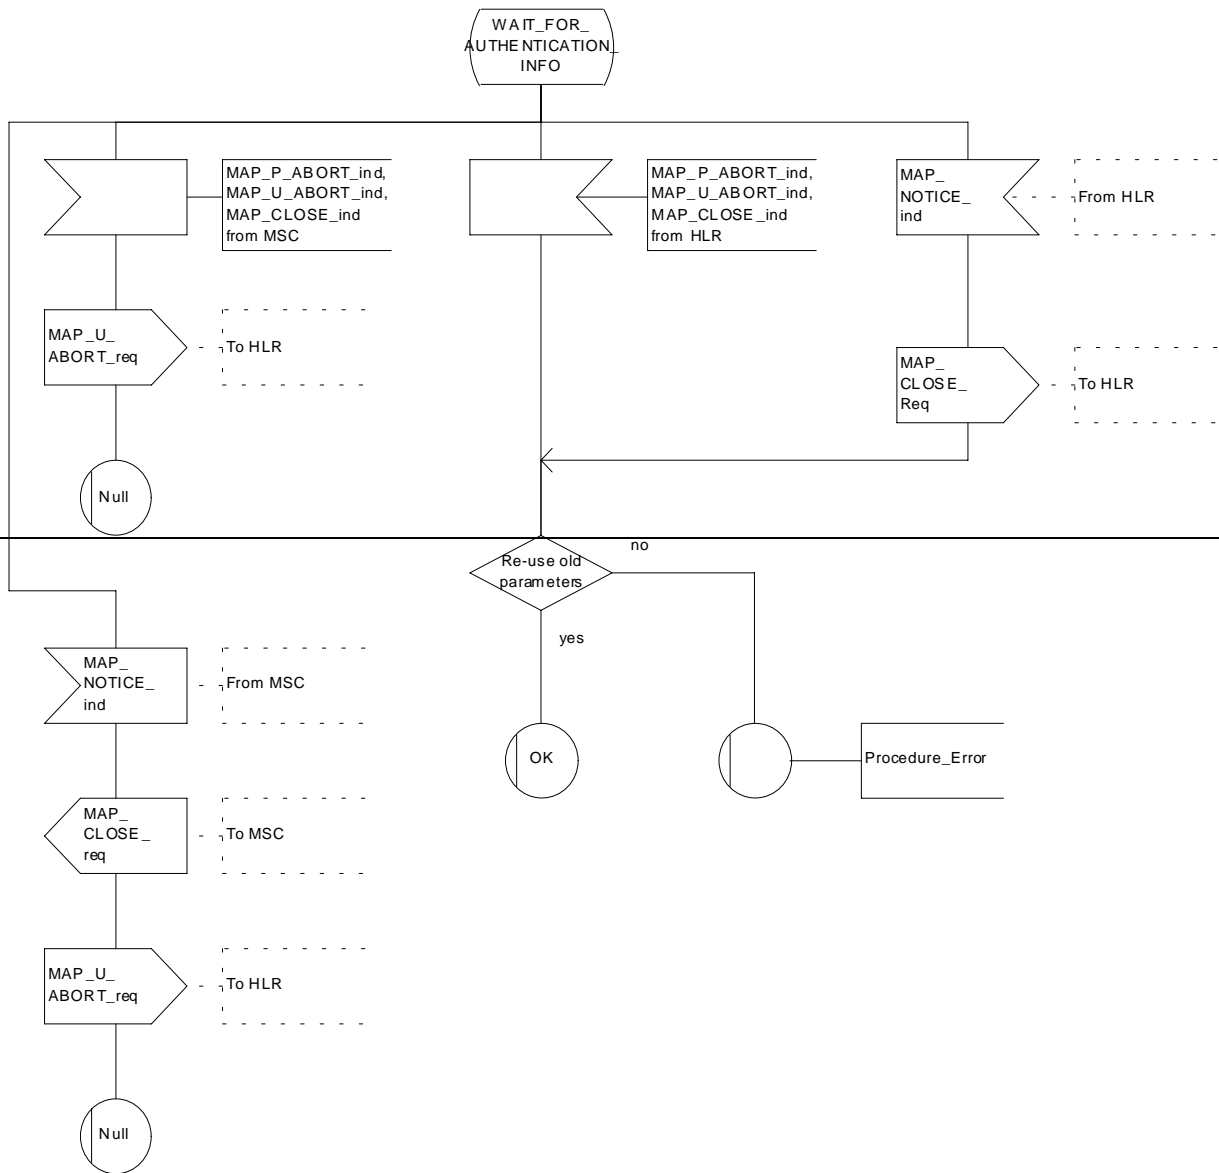 WAIT_FOR_
AUTHENTICATION_
INFO
MAP_P_ABORT_ind,
MAP_U_ABORT_ind,
MAP_CLOSE_ind
from MSC
MAP_P_ABORT_ind,
MAP_U_ABORT_ind,
MAP_CLOSE_ind
from HLR
MAP_
NOTICE_
ind
From HLR
MAP_U_
ABORT_req
To HLR
MAP_
CLOSE_
Req
To HLR
Null
no
Re-use old
parameters
yes
MAP_
NOTICE_
ind
From MSC
OK
Procedure_Error
MAP_
CLOSE_
req
To MSC
MAP_U_
ABORT_req
To HLR
Null